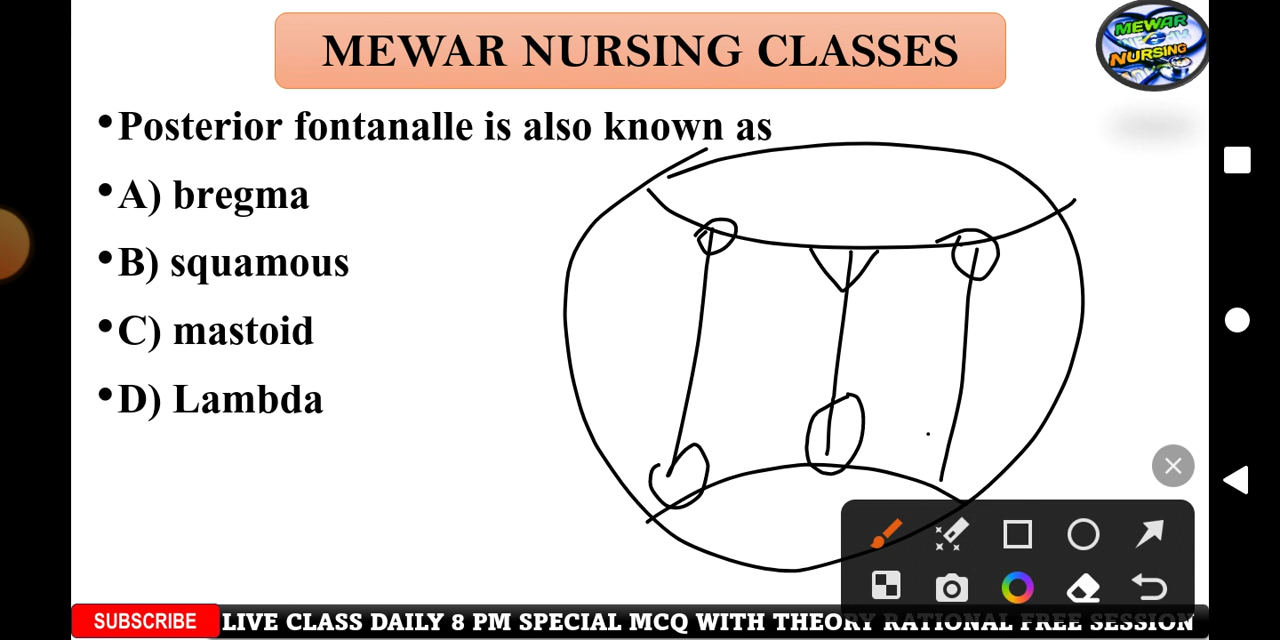 MEWAR NURSING CLASSES
MEWAR
NURSING
•Posterior fontanalle is also known as
•A) bregma
•B) squamous
•C) mastoid
•D) Lambda
SUBSCRIBE
LIVE CLASS DAILY 8 PM SPECIAL MCQ WITH THEORY RATIONAL FREE SESSION